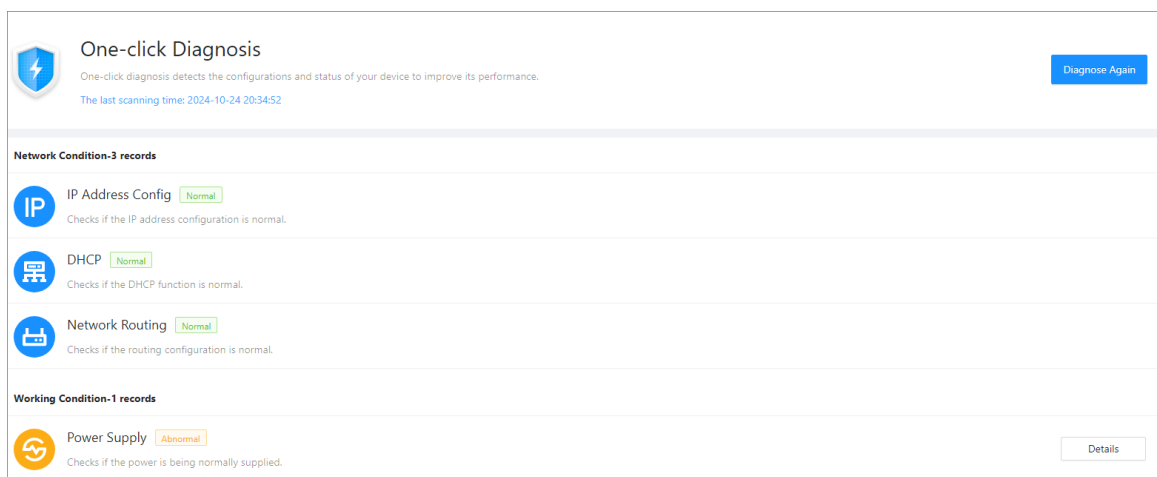 One-click Diagnosis
One-click diagnosis detects the configurations and status of your device to improve its performance.
The last scanning time: 2024-10-24 20:34:52
Diagnose Again
Network Condition-3 records
IP
IP Address Config Normal
Checks if the IP address configuration is normal.
DHCP Normal
Checks if the DHCP function is normal.
Network Routing Normal
Checks if the routing configuration is normal.
Working Condition-1 records
Power Supply Abnormal
Checks if the power is being normally supplied.
Details